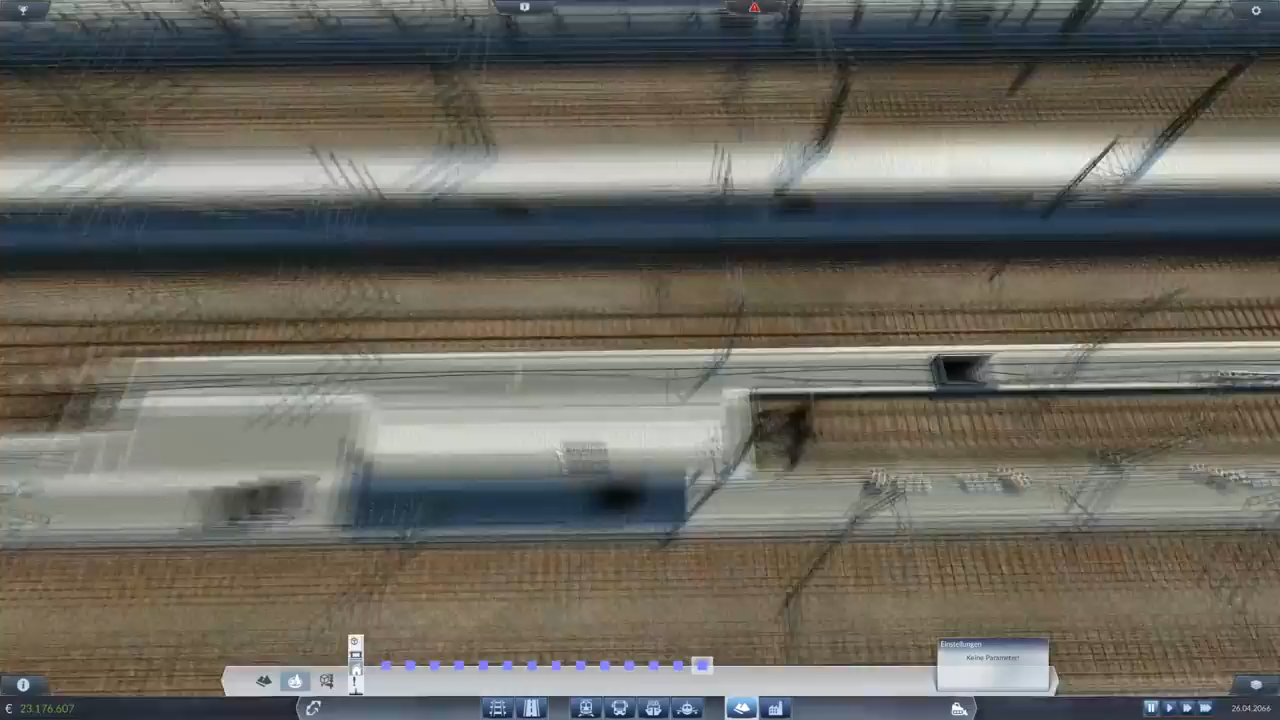 Einstellungen
Keine Parameter!
€ 23.176.607
26.04.2066